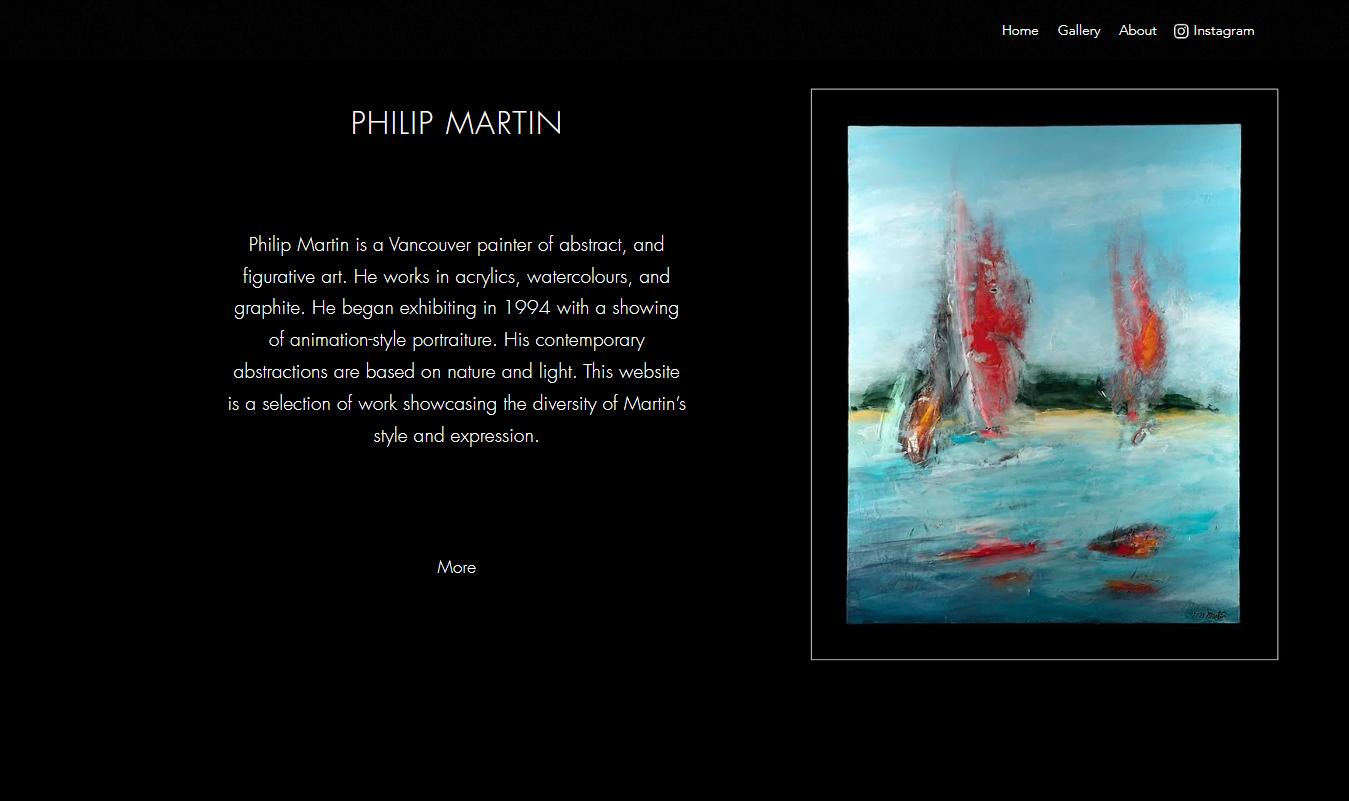 Home Gallery About Instagram
PHILIP MARTIN
Philip Martin is a Vancouver painter of abstract, and
figurative art. He works in acrylics, watercolours, and
graphite. He began exhibiting in 1994 with a showing
of animation-style portraiture. His contemporary
abstractions are based on nature and light. This website
is a selection of work showcasing the diversity of Martin’s
style and expression.
More